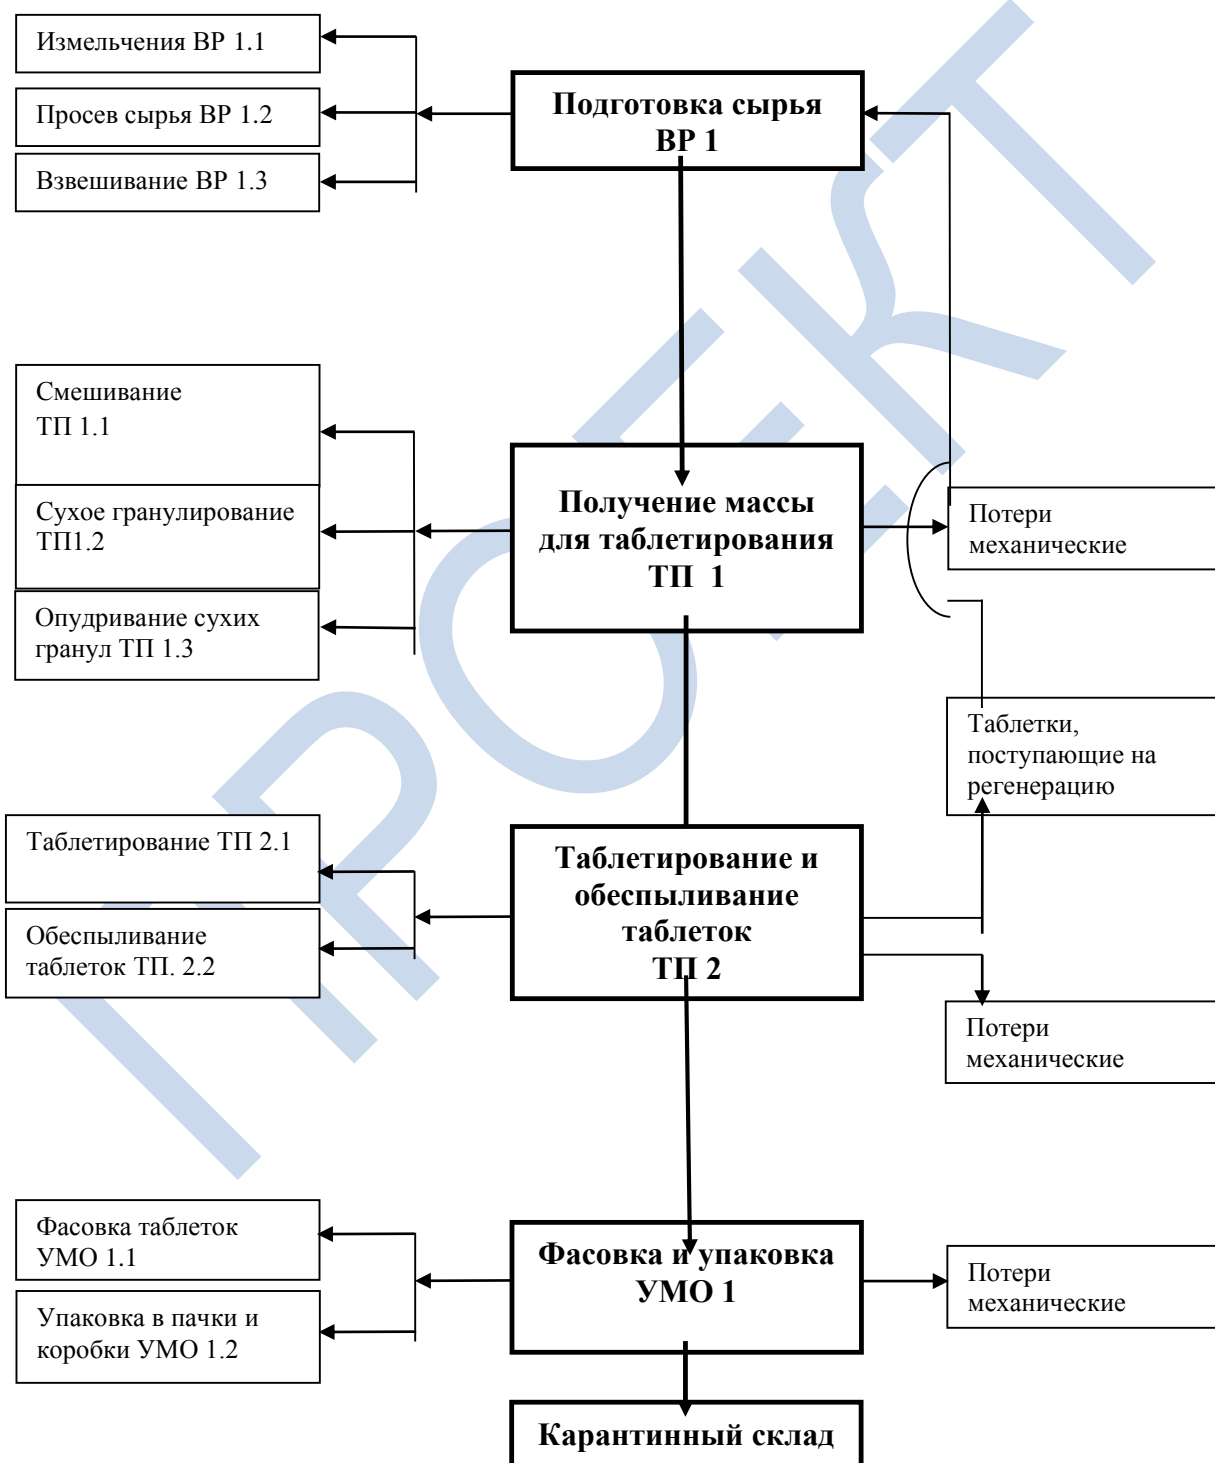 Измельчения ВР 1.1
Просев сырья ВР 1.2
Взвешивание ВР 1.3
Подготовка сырья
ВР 1
Смешивание
ТП 1.1
Сухое гранулирование
ТП1.2
Опудривание сухих
гранул ТП 1.3
Получение массы
для таблетирования
ТП 1
Потери
механические
Таблетки,
поступающие на
регенерацию
Таблетирование ТП 2.1
Обеспыливание
таблеток ТП. 2.2
Таблетирование и
обеспыливание
таблеток
ТП 2
Потери
механические
Фасовка таблеток
УМО 1.1
Упаковка в пачки и
коробки УМО 1.2
Фасовка и упаковка
УМО 1
Потери
механические
Карантинный склад
ПРОЕКТ